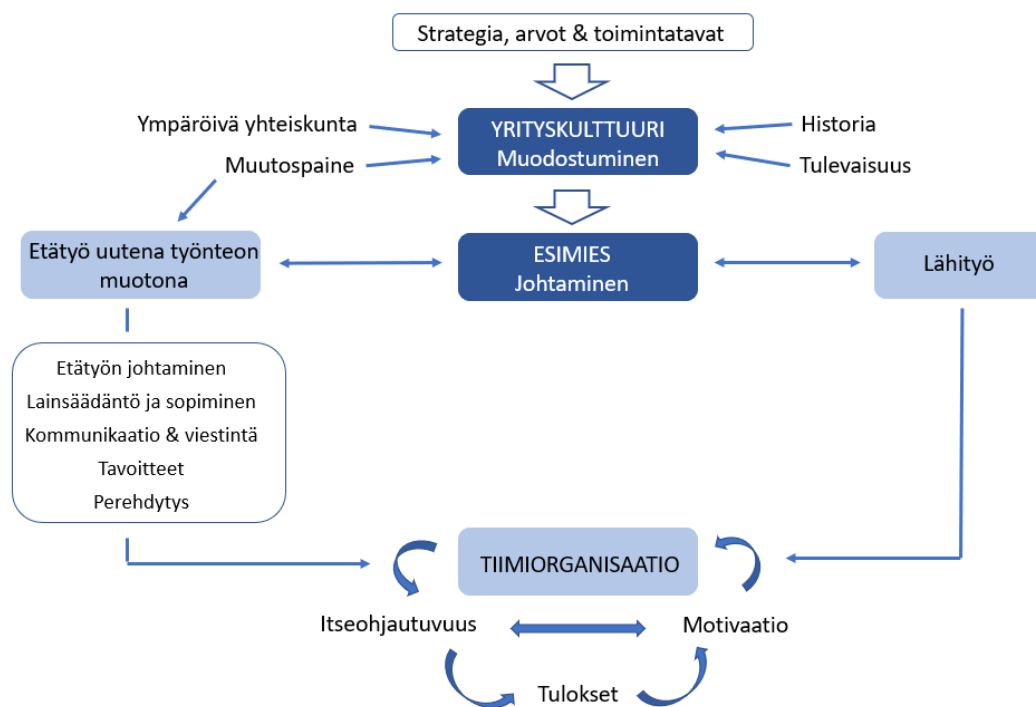 Strategia, arvot & toimintatavat
Ympäröivä yhteiskunta
YRITYSKULTTUURI
Muodostuminen
Historia
Muutospaine
Tulevaisuus
Etätyö uutena työnteon
muotona
ESIMIES
Johtaminen
Lähityö
Etätyön johtaminen
Lainsäädäntö ja sopiminen
Kommunikaatio & viestintä
Tavoitteet
Perehdytys
TIIMIORGANISAATIO
Itseohjautuvuus
Motivaatio
Tulokset